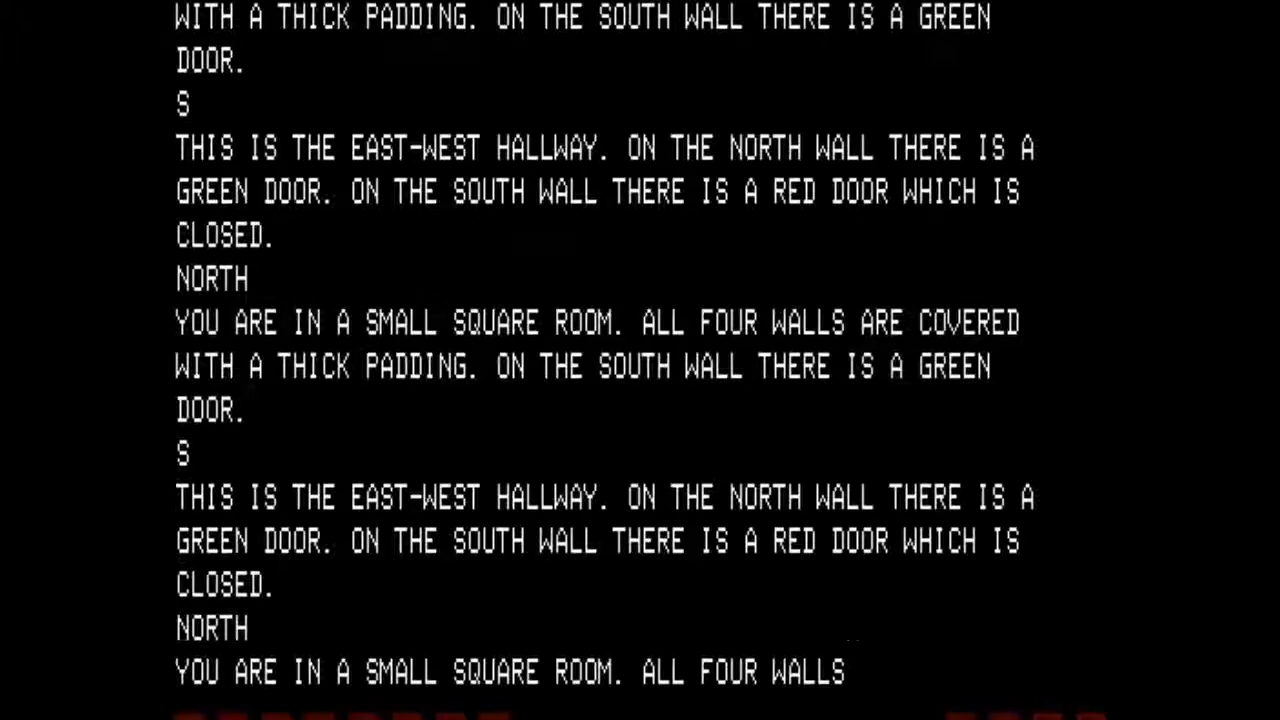 WITH A THICK PADDING. ON THE SOUTH WALL THERE IS A GREEN
DOOR.
S
THIS IS THE EAST-WEST HALLWAY. ON THE NORTH WALL THERE IS A
GREEN DOOR. ON THE SOUTH WALL THERE IS A RED DOOR WHICH IS
CLOSED.
NORTH
YOU ARE IN A SMALL SQUARE ROOM. ALL FOUR WALLS ARE COVERED
WITH A THICK PADDING. ON THE SOUTH WALL THERE IS A GREEN
DOOR.
S
THIS IS THE EAST-WEST HALLWAY. ON THE NORTH WALL THERE IS A
GREEN DOOR. ON THE SOUTH WALL THERE IS A RED DOOR WHICH IS
CLOSED.
NORTH
YOU ARE IN A SMALL SQUARE ROOM. ALL FOUR WALLS